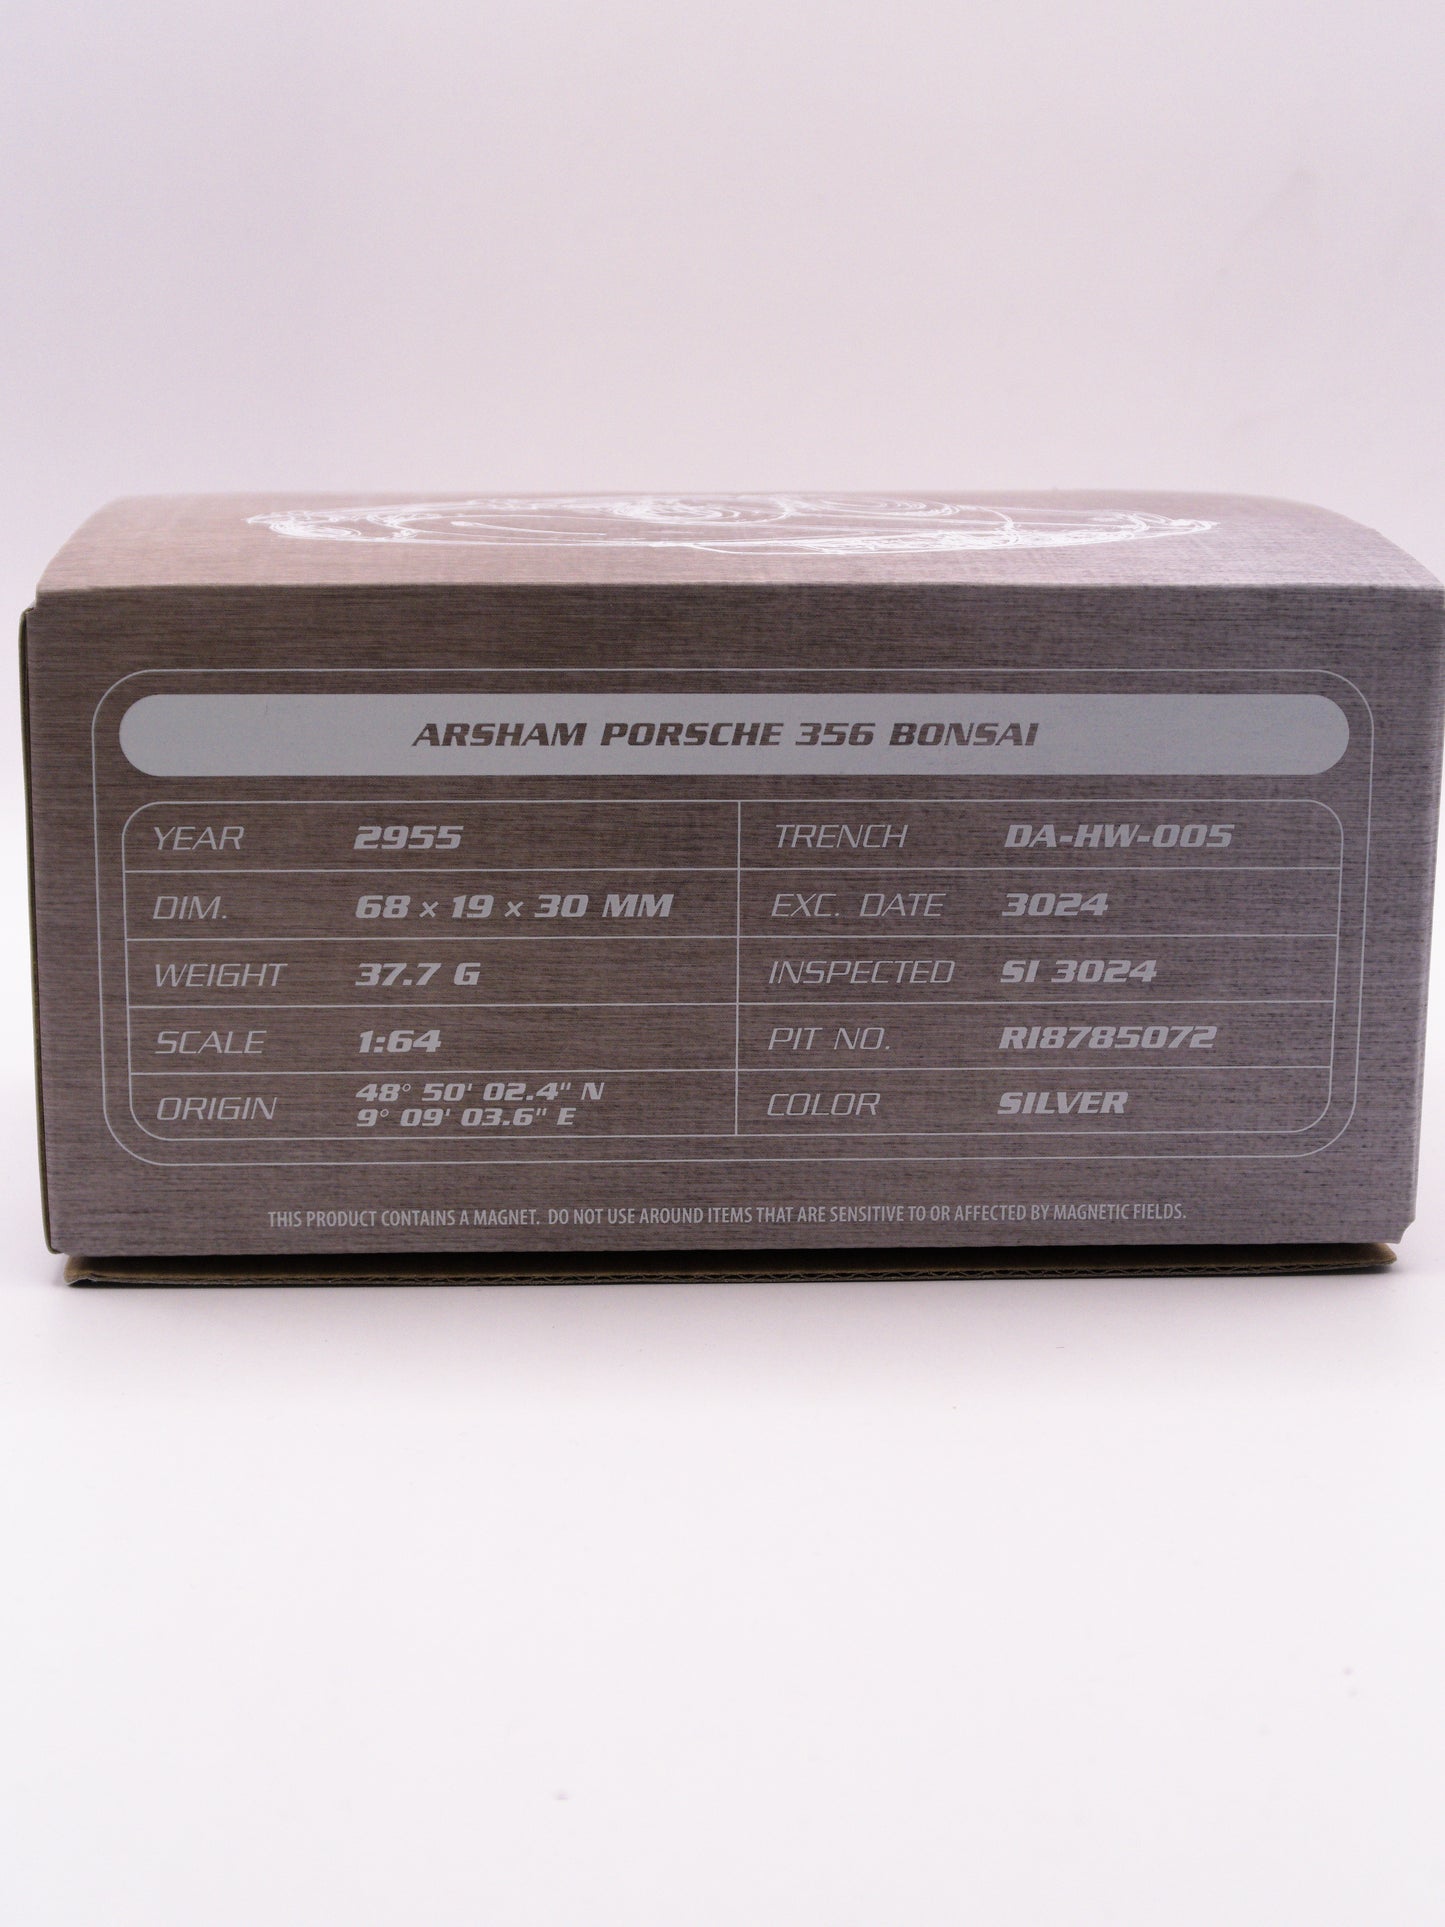 ARSHAM PORSCHE 356 BONSAI
YEAR 2955
DIM. 68 x 19 x 30 MM
WEIGHT 37.7 G
SCALE 1:64
ORIGIN 48° 50' 02.4" N
9° 09' 03.6" E
TRENCH DA-HW-005
EXC. DATE 3024
INSPECTED SI 3024
PIT NO. RI8785072
COLOR SILVER
THIS PRODUCT CONTAINS A MAGNET. DO NOT USE AROUND ITEMS THAT ARE SENSITIVE TO OR AFFECTED BY MAGNETIC FIELDS.